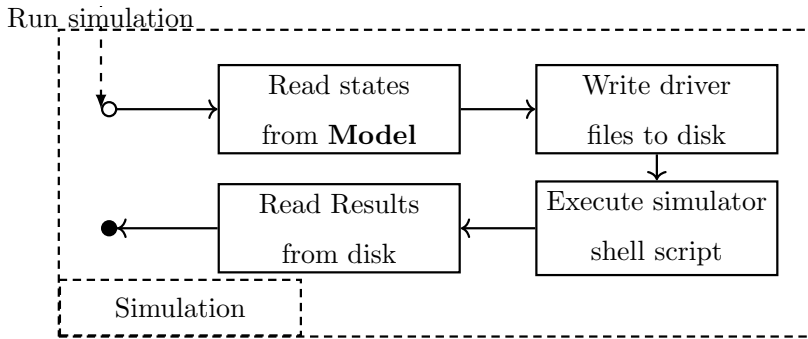 Run simulation
Read states
from Model
Write driver
files to disk
Read Results
from disk
Execute simulator
shell script
Simulation